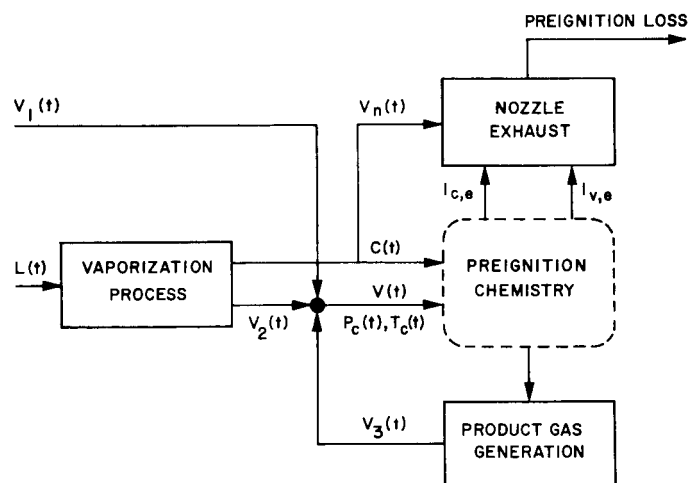 PREIGNITION LOSS
V1(t)
Vn(t)
NOZZLE
EXHAUST
Ic,e
Iv,e
L(t)
VAPORIZATION
PROCESS
C(t)
V(t)
V2(t)
Pc(t), Tc(t)
PREIGNITION
CHEMISTRY
V3(t)
PRODUCT GAS
GENERATION